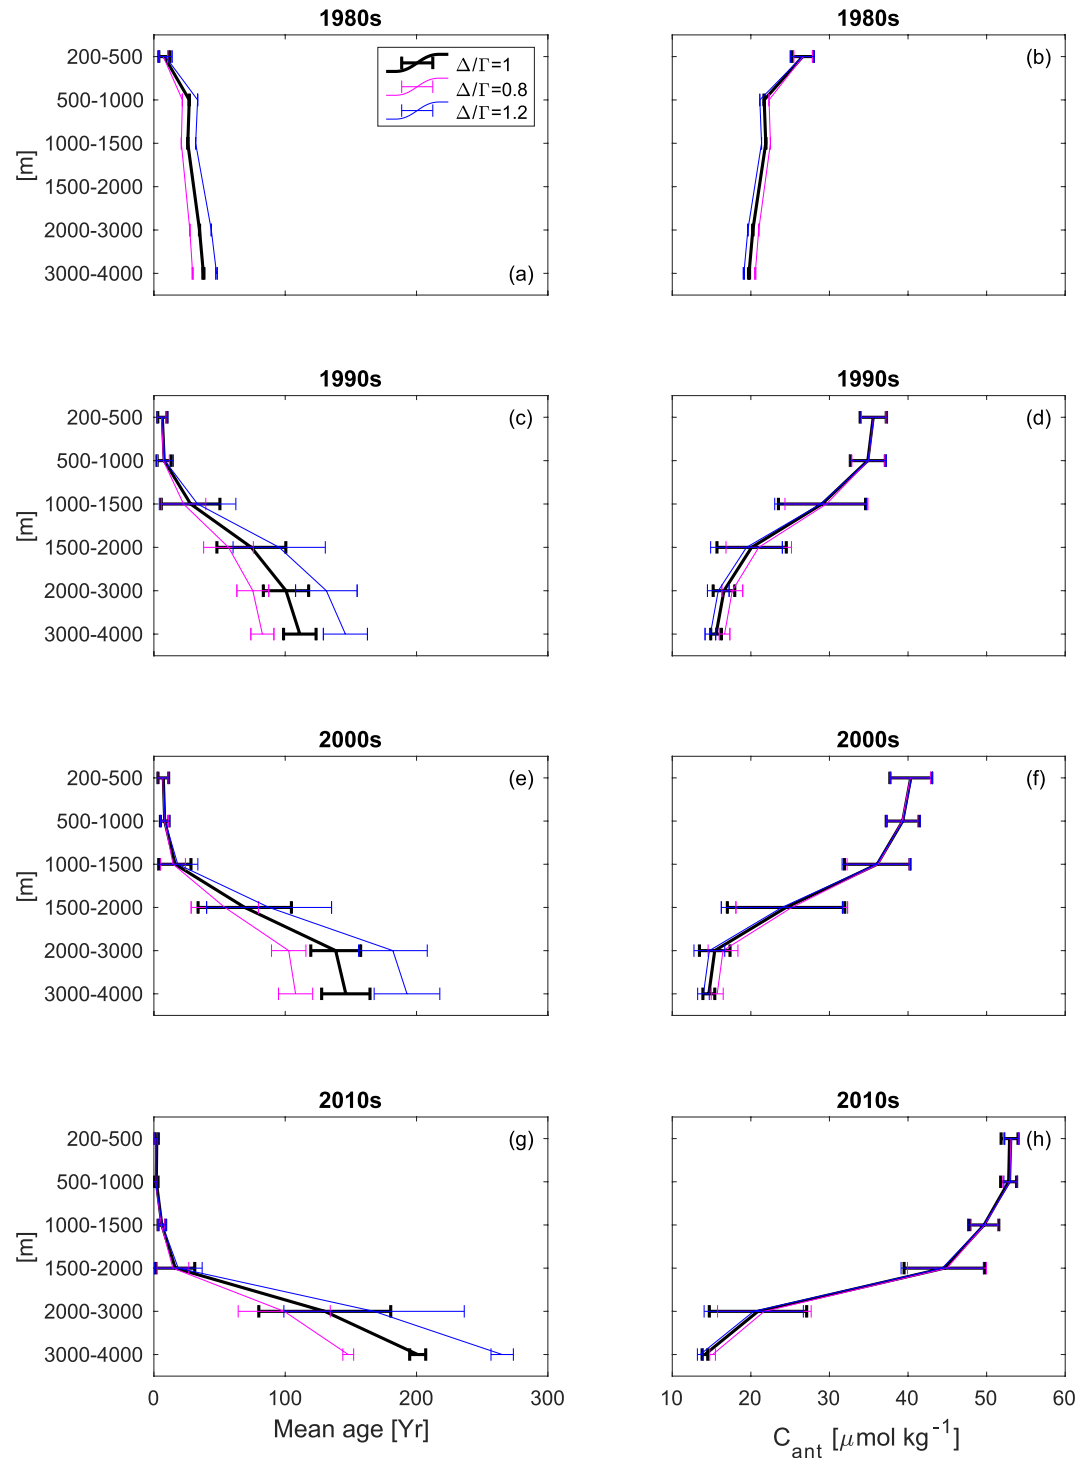 1980s
200-500
500-1000
1000-1500
1500-2000
2000-3000
3000-4000
[m]
Δ/Γ=1
Δ/Γ=0.8
Δ/Γ=1.2
(a)
1980s
(b)
1990s
200-500
500-1000
1000-1500
1500-2000
2000-3000
3000-4000
(c)
1990s
(d)
2000s
200-500
500-1000
1000-1500
1500-2000
2000-3000
3000-4000
(e)
2000s
(f)
2010s
200-500
500-1000
1000-1500
1500-2000
2000-3000
3000-4000
[m]
(g)
0 100 200 300
Mean age [Yr]
2010s
(h)
10 20 30 40 50 60
C_ant [μmol kg⁻¹]